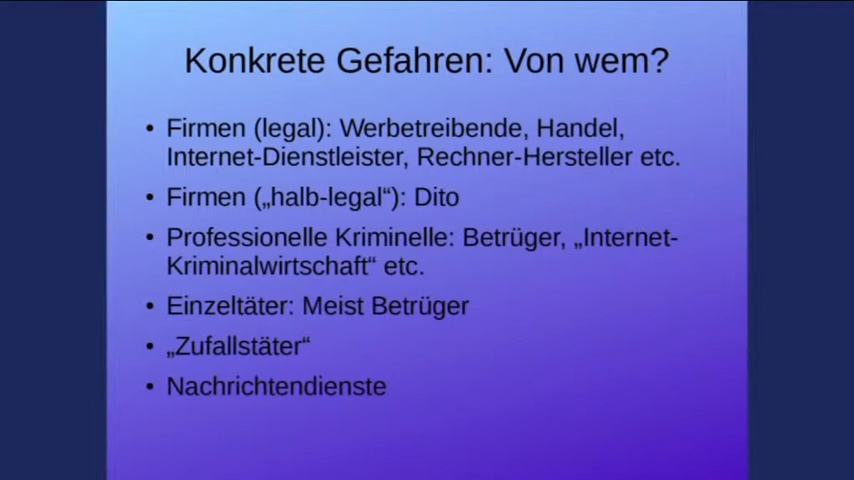 Konkrete Gefahren: Von wem?
• Firmen (legal): Werbetreibende, Handel,
Internet-Dienstleister, Rechner-Hersteller etc.
• Firmen („halb-legal“): Dito
• Professionelle Kriminelle: Betrüger, „Internet-
Kriminalwirtschaft“ etc.
• Einzeltäter: Meist Betrüger
• „Zufallstäter“
• Nachrichtendienste